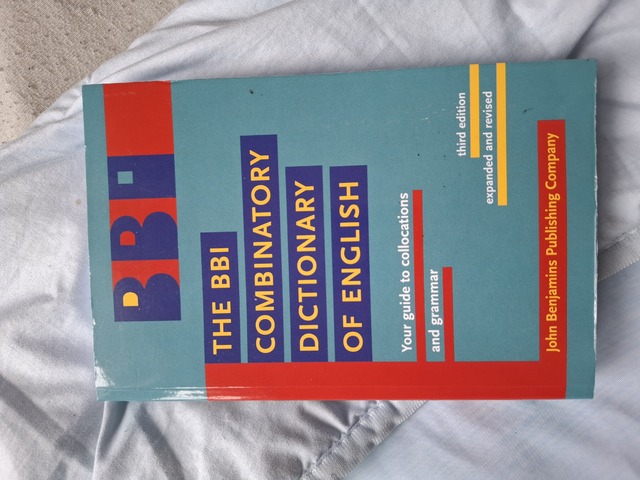 BBI
THE BBI
COMBINATORY
DICTIONARY
OF ENGLISH
Your guide to collocations
and grammar
third edition
expanded and revised
John Benjamins Publishing Company